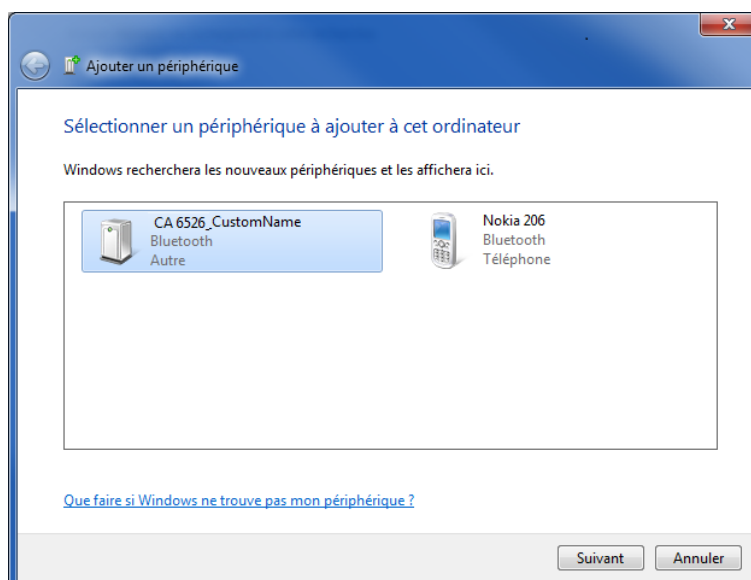 Ajouter un périphérique
Sélectionner un périphérique à ajouter à cet ordinateur
Windows recherchera les nouveaux périphériques et les affichera ici.
CA 6526_CustomName
Bluetooth
Autre
Nokia 206
Bluetooth
Téléphone
Que faire si Windows ne trouve pas mon périphérique ?
Suivant
Annuler